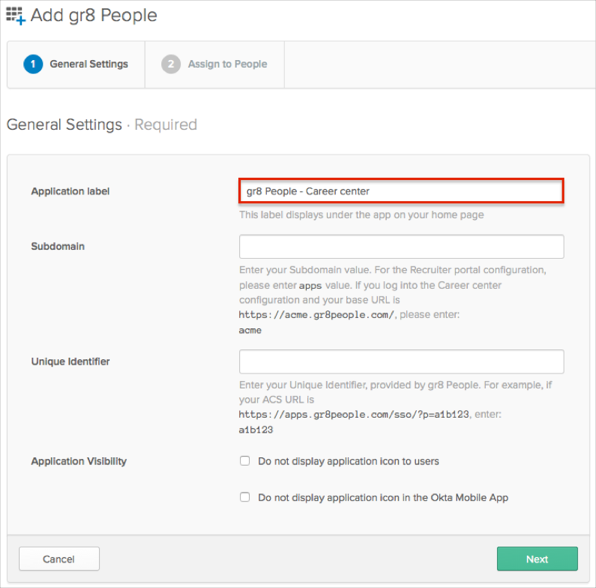 Add gr8 People
1 General Settings
2 Assign to People
General Settings · Required
Application label
gr8 People - Career center
This label displays under the app on your home page
Subdomain
Enter your Subdomain value. For the Recruiter portal configuration,
please enter apps value. If you log into the Career center
configuration and your base URL is
https://acme.gr8people.com/, please enter:
acme
Unique Identifier
Enter your Unique Identifier, provided by gr8 People. For example, if
your ACS URL is
https://apps.gr8people.com/sso/?p=a1b123, enter:
a1b123
Application Visibility
Do not display application icon to users
Do not display application icon in the Okta Mobile App
Cancel
Next